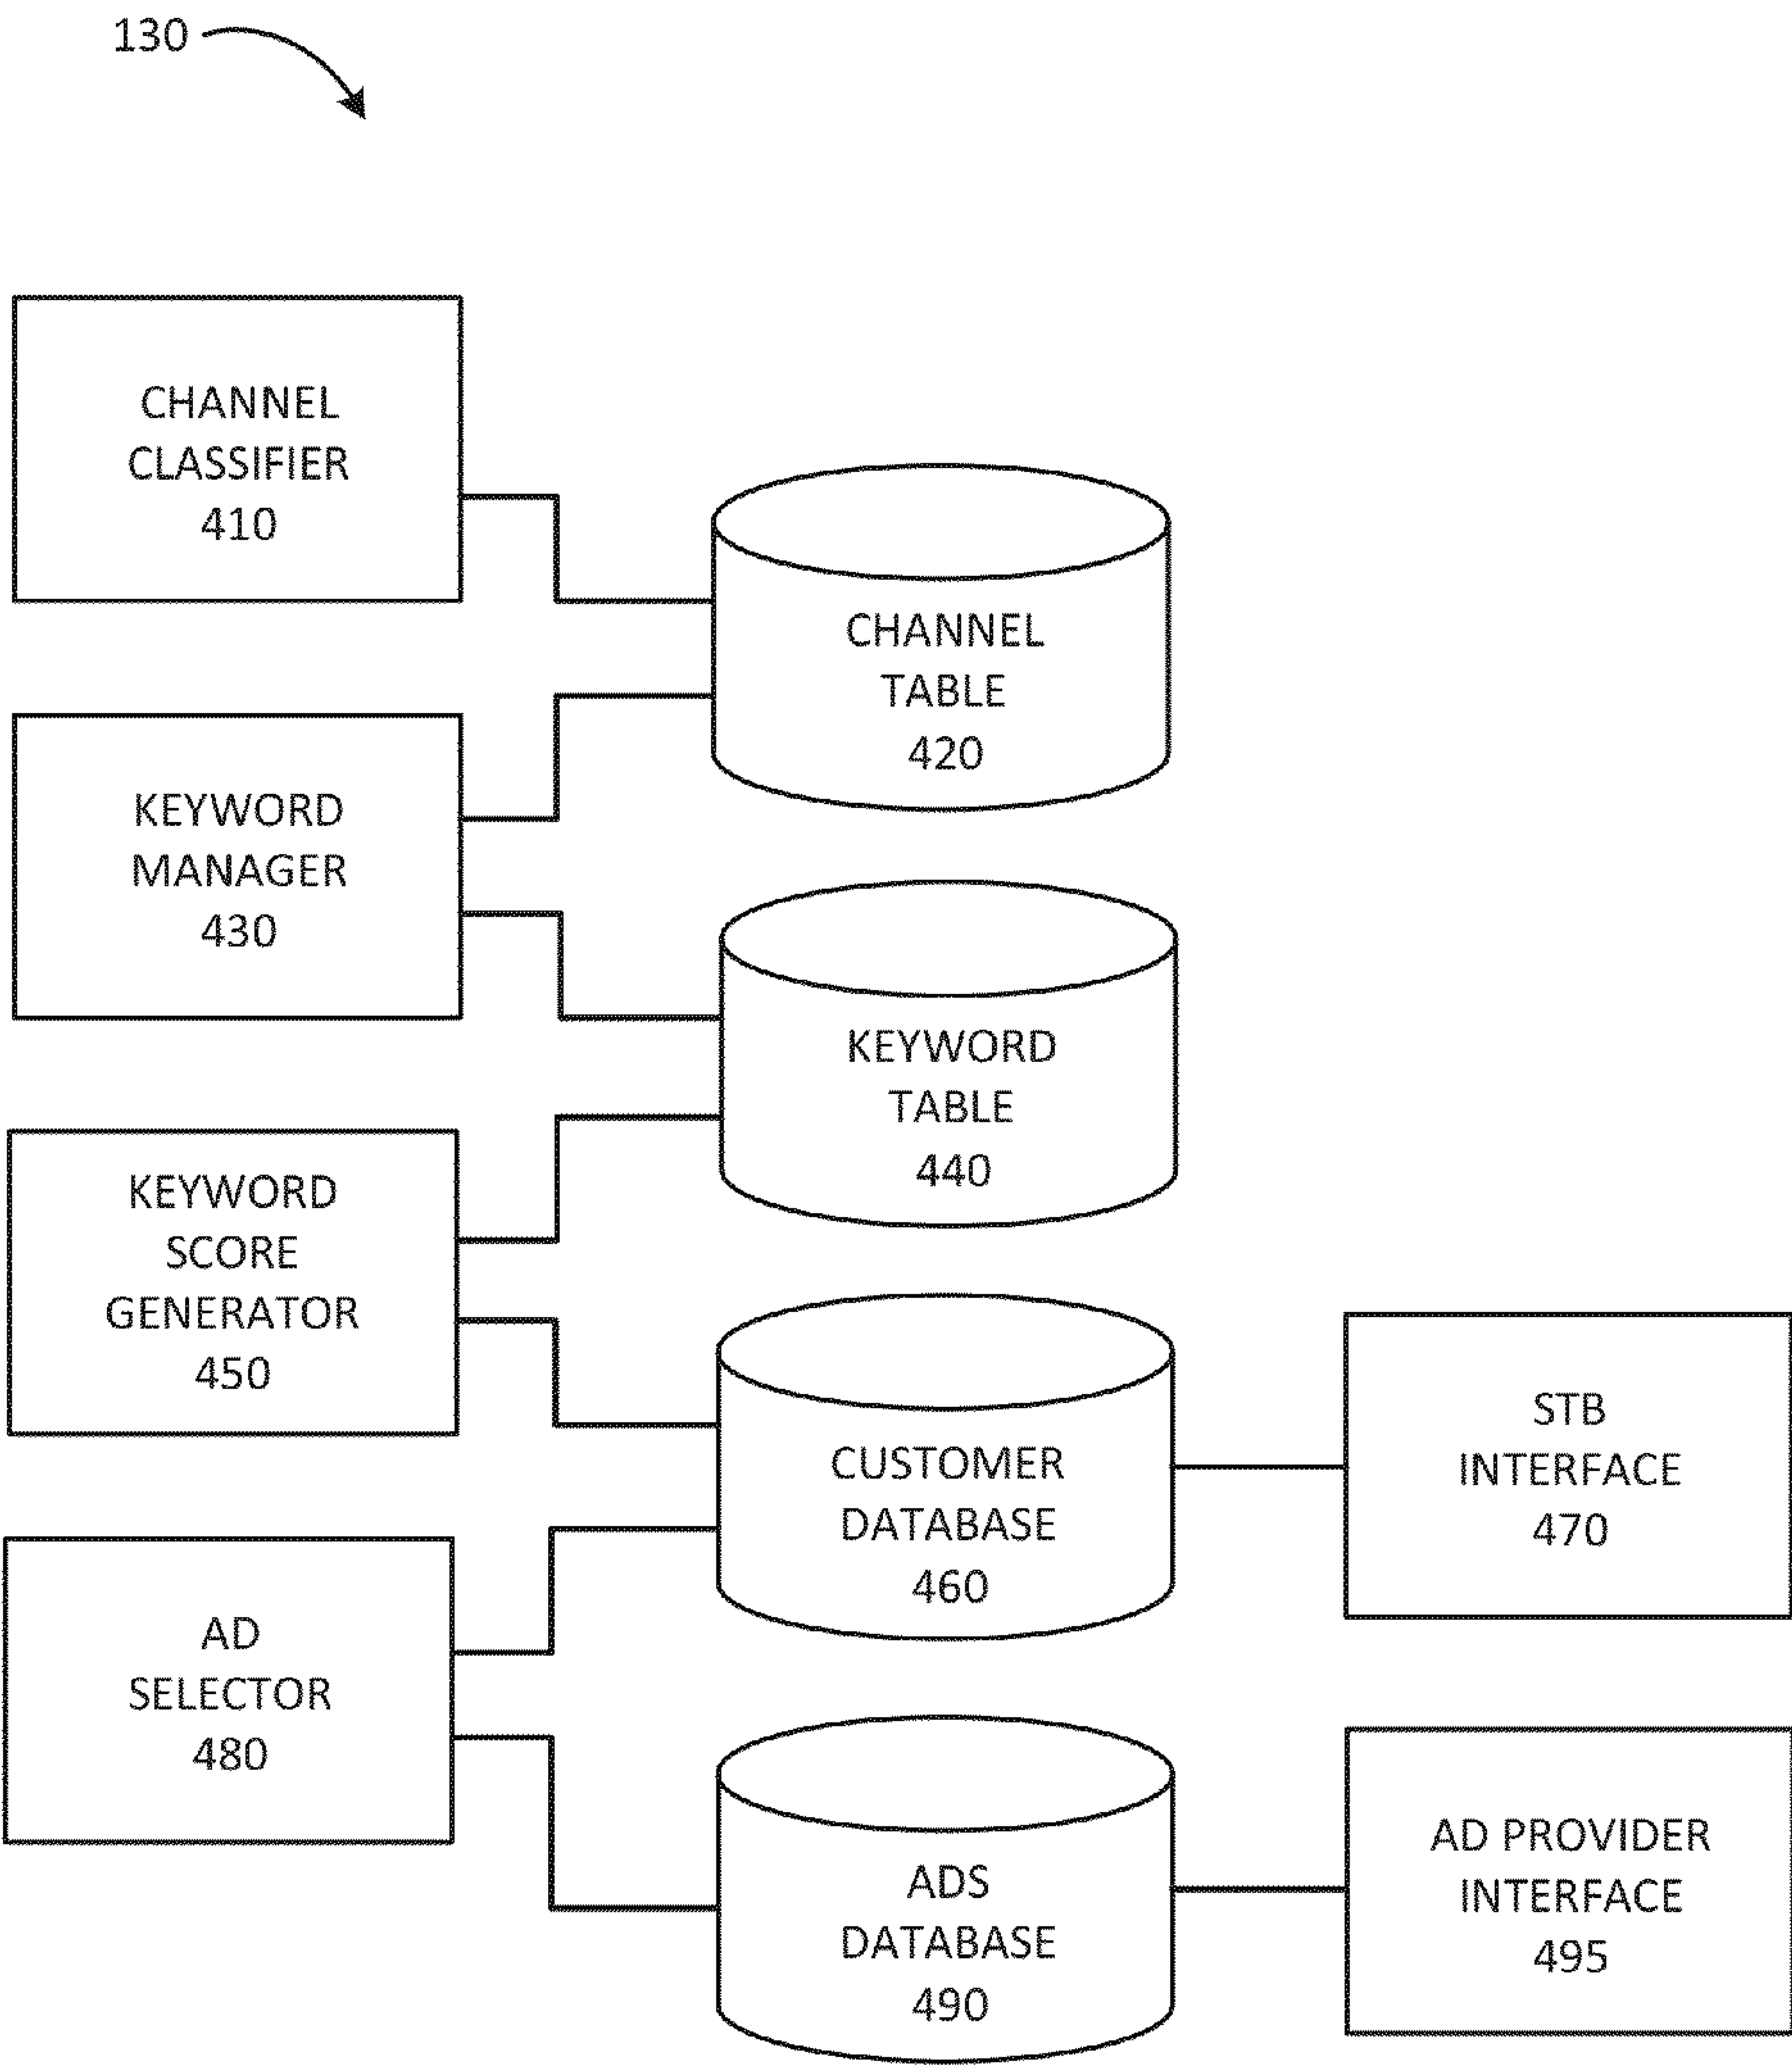 130
CHANNEL
CLASSIFIER
410
CHANNEL
TABLE
420
KEYWORD
MANAGER
430
KEYWORD
TABLE
440
KEYWORD
SCORE
GENERATOR
450
CUSTOMER
DATABASE
460
STB
INTERFACE
470
AD
SELECTOR
480
ADS
DATABASE
490
AD PROVIDER
INTERFACE
495